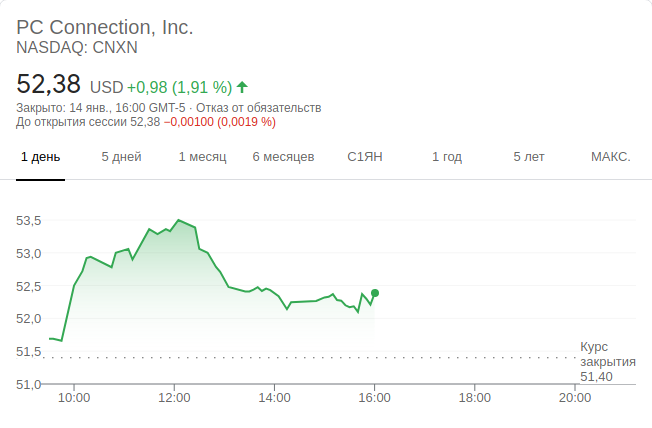 PC Connection, Inc.
NASDAQ: CNXN
52,38 USD +0,98 (1,91 %)
Закрыто: 14 янв., 16:00 GMT-5 · Отказ от обязательств
До открытия сессии 52,38 −0,00100 (0,0019 %)
1 день 5 дней 1 месяц 6 месяцев С1ЯН 1 год 5 лет МАКС.
53,5
53,0
52,5
52,0
51,5
51,0
Курс
закрытия
51,40
10:00 12:00 14:00 16:00 18:00 20:00